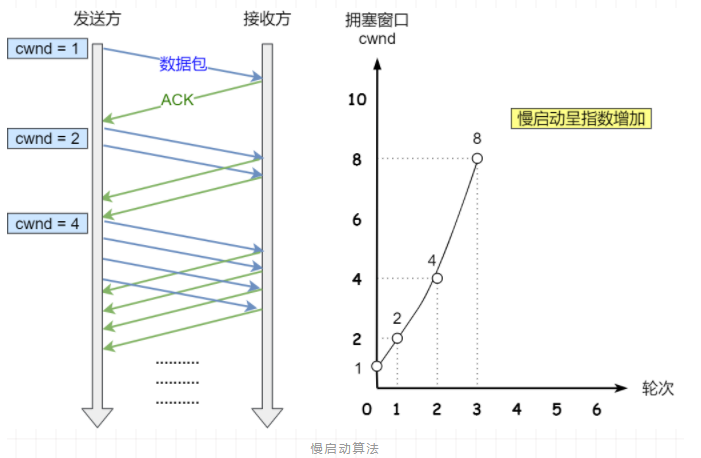 发送方
接收方
cwnd = 1
数据包
ACK
cwnd = 2
cwnd = 4
..........
..........
..........
拥塞窗口
cwnd
慢启动呈指数增加
10
8
8
6
4
4
2
2
1
0 1 2 3 4 5 6
轮次
慢启动算法